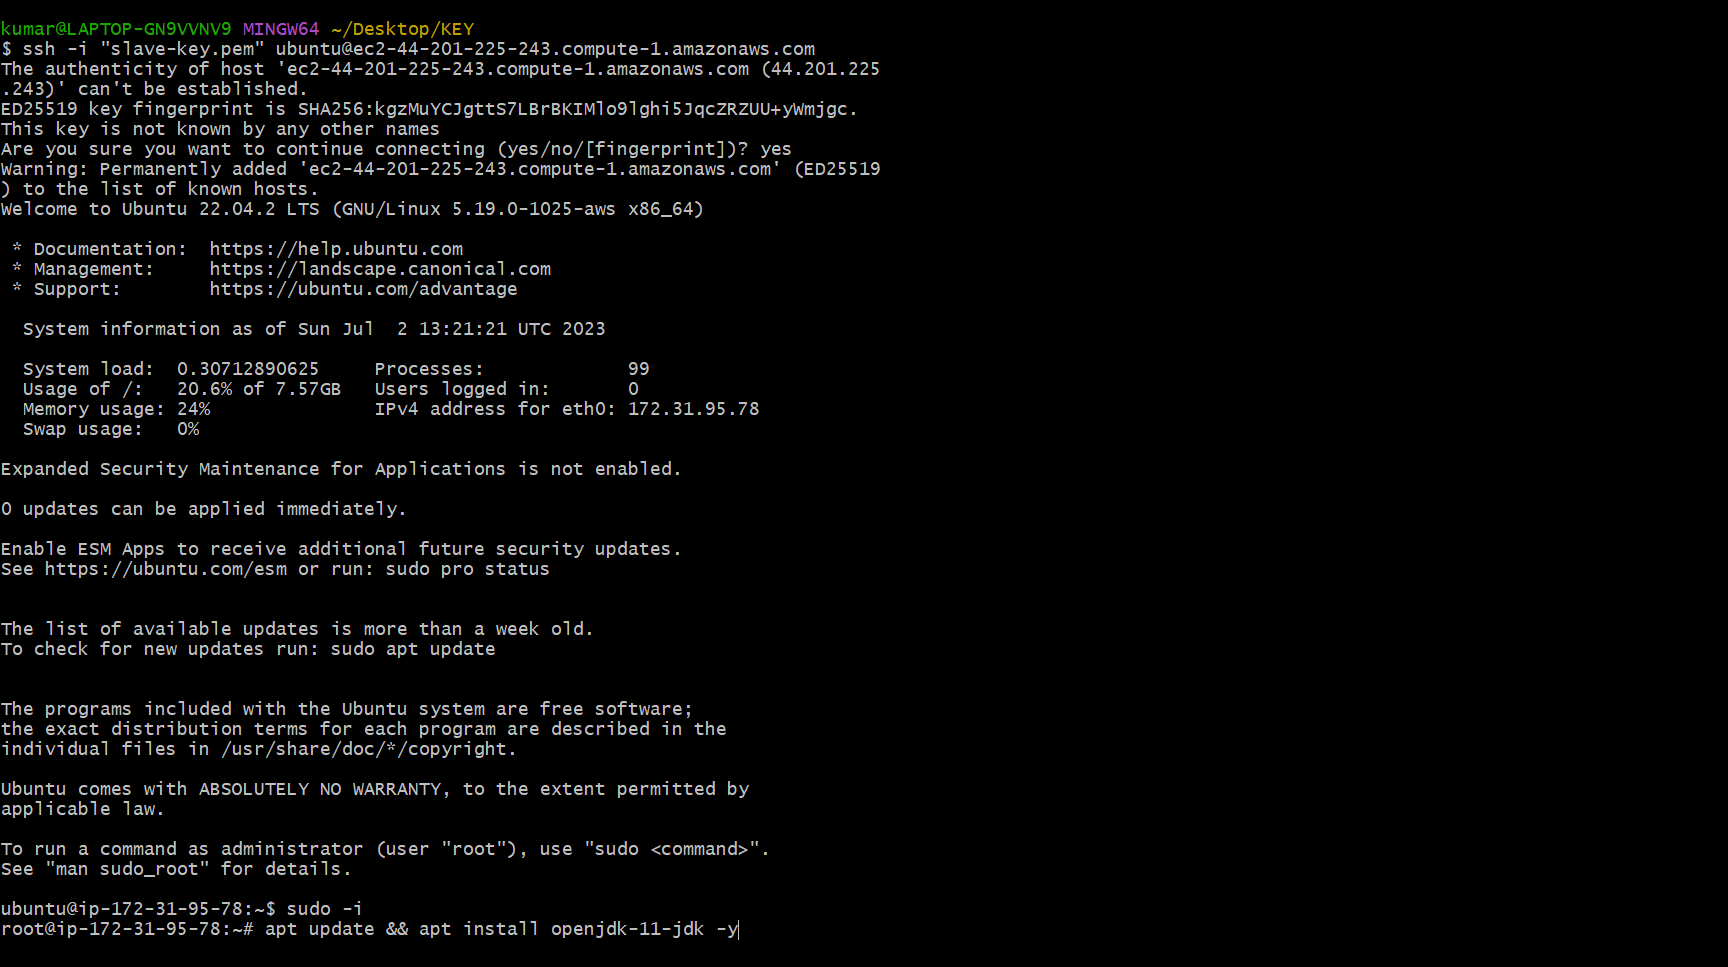 kumar@LAPTOP-GN9VVNV9 MINGW64 ~/Desktop/KEY
$ ssh -i "slave-key.pem" ubuntu@ec2-44-201-225-243.compute-1.amazonaws.com
The authenticity of host 'ec2-44-201-225-243.compute-1.amazonaws.com (44.201.225
.243)' can't be established.
ED25519 key fingerprint is SHA256:kgzMuYCJgttS7LBrBKIMlo9lghi5JqcZRZUU+yWmjgc.
This key is not known by any other names
Are you sure you want to continue connecting (yes/no/[fingerprint])? yes
Warning: Permanently added 'ec2-44-201-225-243.compute-1.amazonaws.com' (ED25519
) to the list of known hosts.
Welcome to Ubuntu 22.04.2 LTS (GNU/Linux 5.19.0-1025-aws x86_64)

 * Documentation:  https://help.ubuntu.com
 * Management:     https://landscape.canonical.com
 * Support:        https://ubuntu.com/advantage

  System information as of Sun Jul  2 13:21:21 UTC 2023

  System load:  0.30712890625     Processes:             99
  Usage of /:   20.6% of 7.57GB   Users logged in:       0
  Memory usage: 24%               IPv4 address for eth0: 172.31.95.78
  Swap usage:   0%

Expanded Security Maintenance for Applications is not enabled.

0 updates can be applied immediately.

Enable ESM Apps to receive additional future security updates.
See https://ubuntu.com/esm or run: sudo pro status


The list of available updates is more than a week old.
To check for new updates run: sudo apt update


The programs included with the Ubuntu system are free software;
the exact distribution terms for each program are described in the
individual files in /usr/share/doc/*/copyright.

Ubuntu comes with ABSOLUTELY NO WARRANTY, to the extent permitted by
applicable law.

To run a command as administrator (user "root"), use "sudo <command>".
See "man sudo_root" for details.

ubuntu@ip-172-31-95-78:~$ sudo -i
root@ip-172-31-95-78:~# apt update && apt install openjdk-11-jdk -y